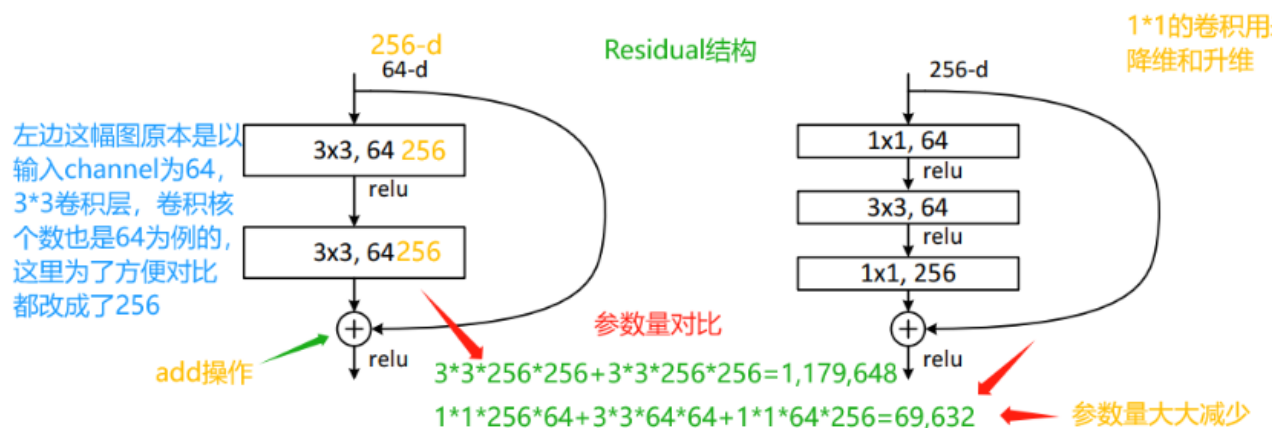 256-d
64-d
Residual结构
256-d
1*1的卷积用
降维和升维
左边这幅图原本是以
输入channel为64，
3*3卷积层，卷积核
个数也是64为例的，
这里为了方便对比
都改成了256
3x3, 64 256
relu
3x3, 64 256
add操作
relu
1x1, 64
relu
3x3, 64
relu
1x1, 256
relu
参数量对比
3*3*256*256+3*3*256*256=1,179,648
1*1*256*64+3*3*64*64+1*1*64*256=69,632
参数量大大减少